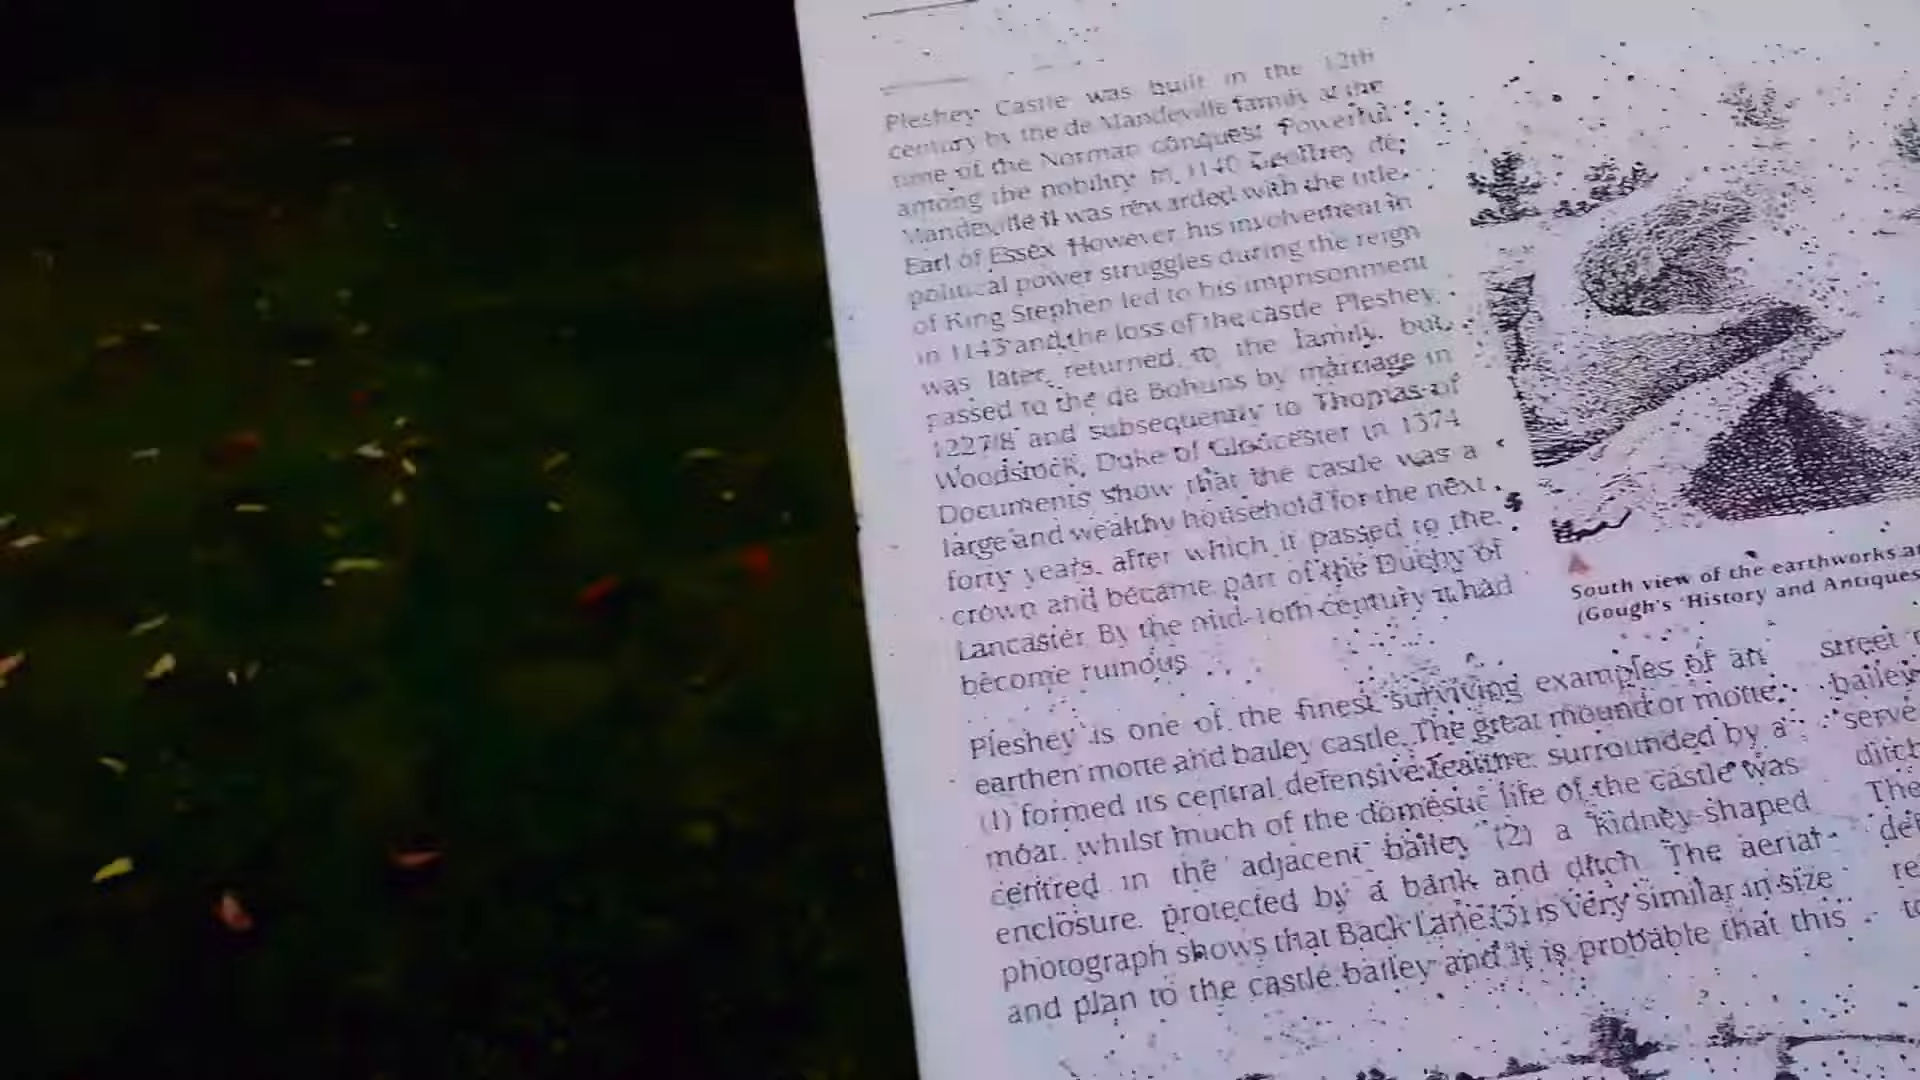 Pleshey Castle was built in the 12th
century by the de Mandeville family at the
time of the Norman conquest Powerful
among the nobility in 1140 Geoffrey de
Mandeville II was rewarded with the title
Earl of Essex However his involvement in
political power struggles during the reign
of King Stephen led to his imprisonment
in 1143 and the loss of the castle Pleshey
was later returned to the family, but
passed to the de Bohuns by marriage in
1227/8 and subsequently to Thomas of
Woodstock, Duke of Gloucester in 1374
Documents show that the castle was a
large and wealthy household for the next
forty years, after which it passed to the
crown and became part of the Duchy of
Lancaster By the mid-16th century it had
become ruinous
South view of the earthworks
(Gough's 'History and Antiques
Pleshey is one of the finest surviving examples of an
earthen motte and bailey castle. The great mound or motte
(1) formed its central defensive feature surrounded by a
moat, whilst much of the domestic life of the castle was
centred in the adjacent bailey (2) a kidney-shaped
enclosure, protected by a bank and ditch. The aerial
photograph shows that Back Lane (3) is very similar in size
and plan to the castle bailey and it is probable that this
street
bailey
serve
ditch
The